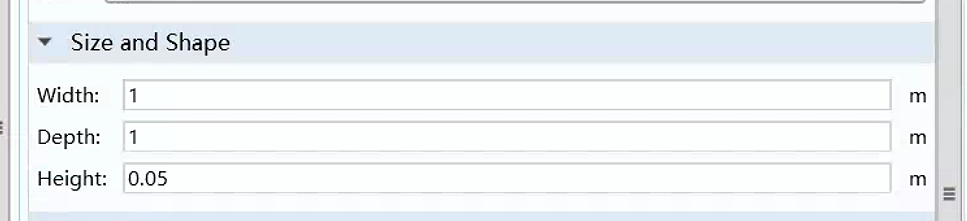 Size and Shape
Width: 1 m
Depth: 1 m
Height: 0.05 m